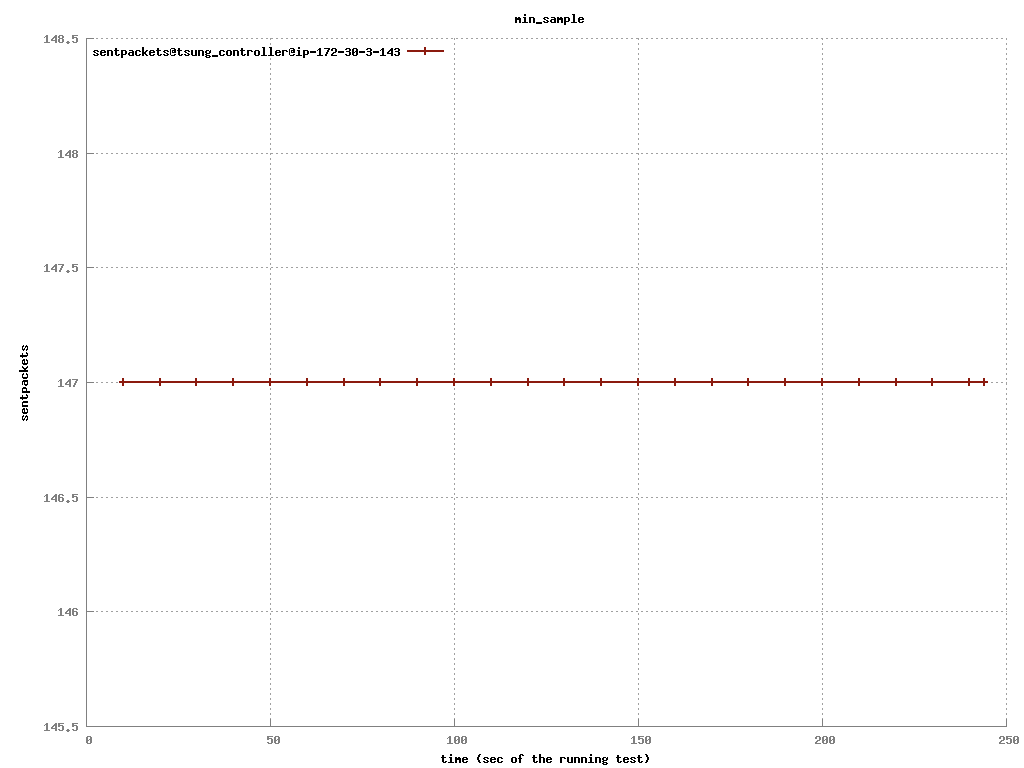 min_sample
148.5
sentpackets@tsung_controller@ip-172-30-3-143
148
147.5
sentpackets
147
146.5
146
145.5
0 50 100 150 200 250
time (sec of the running test)